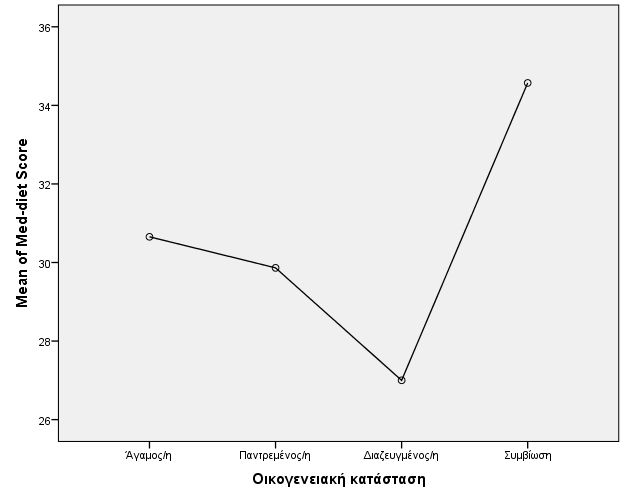 36
34
32
30
28
26
Mean of Med-diet Score
Άγαμος/η
Παντρεμένος/η
Διαζευγμένος/η
Συμβίωση
Οικογενειακή κατάσταση